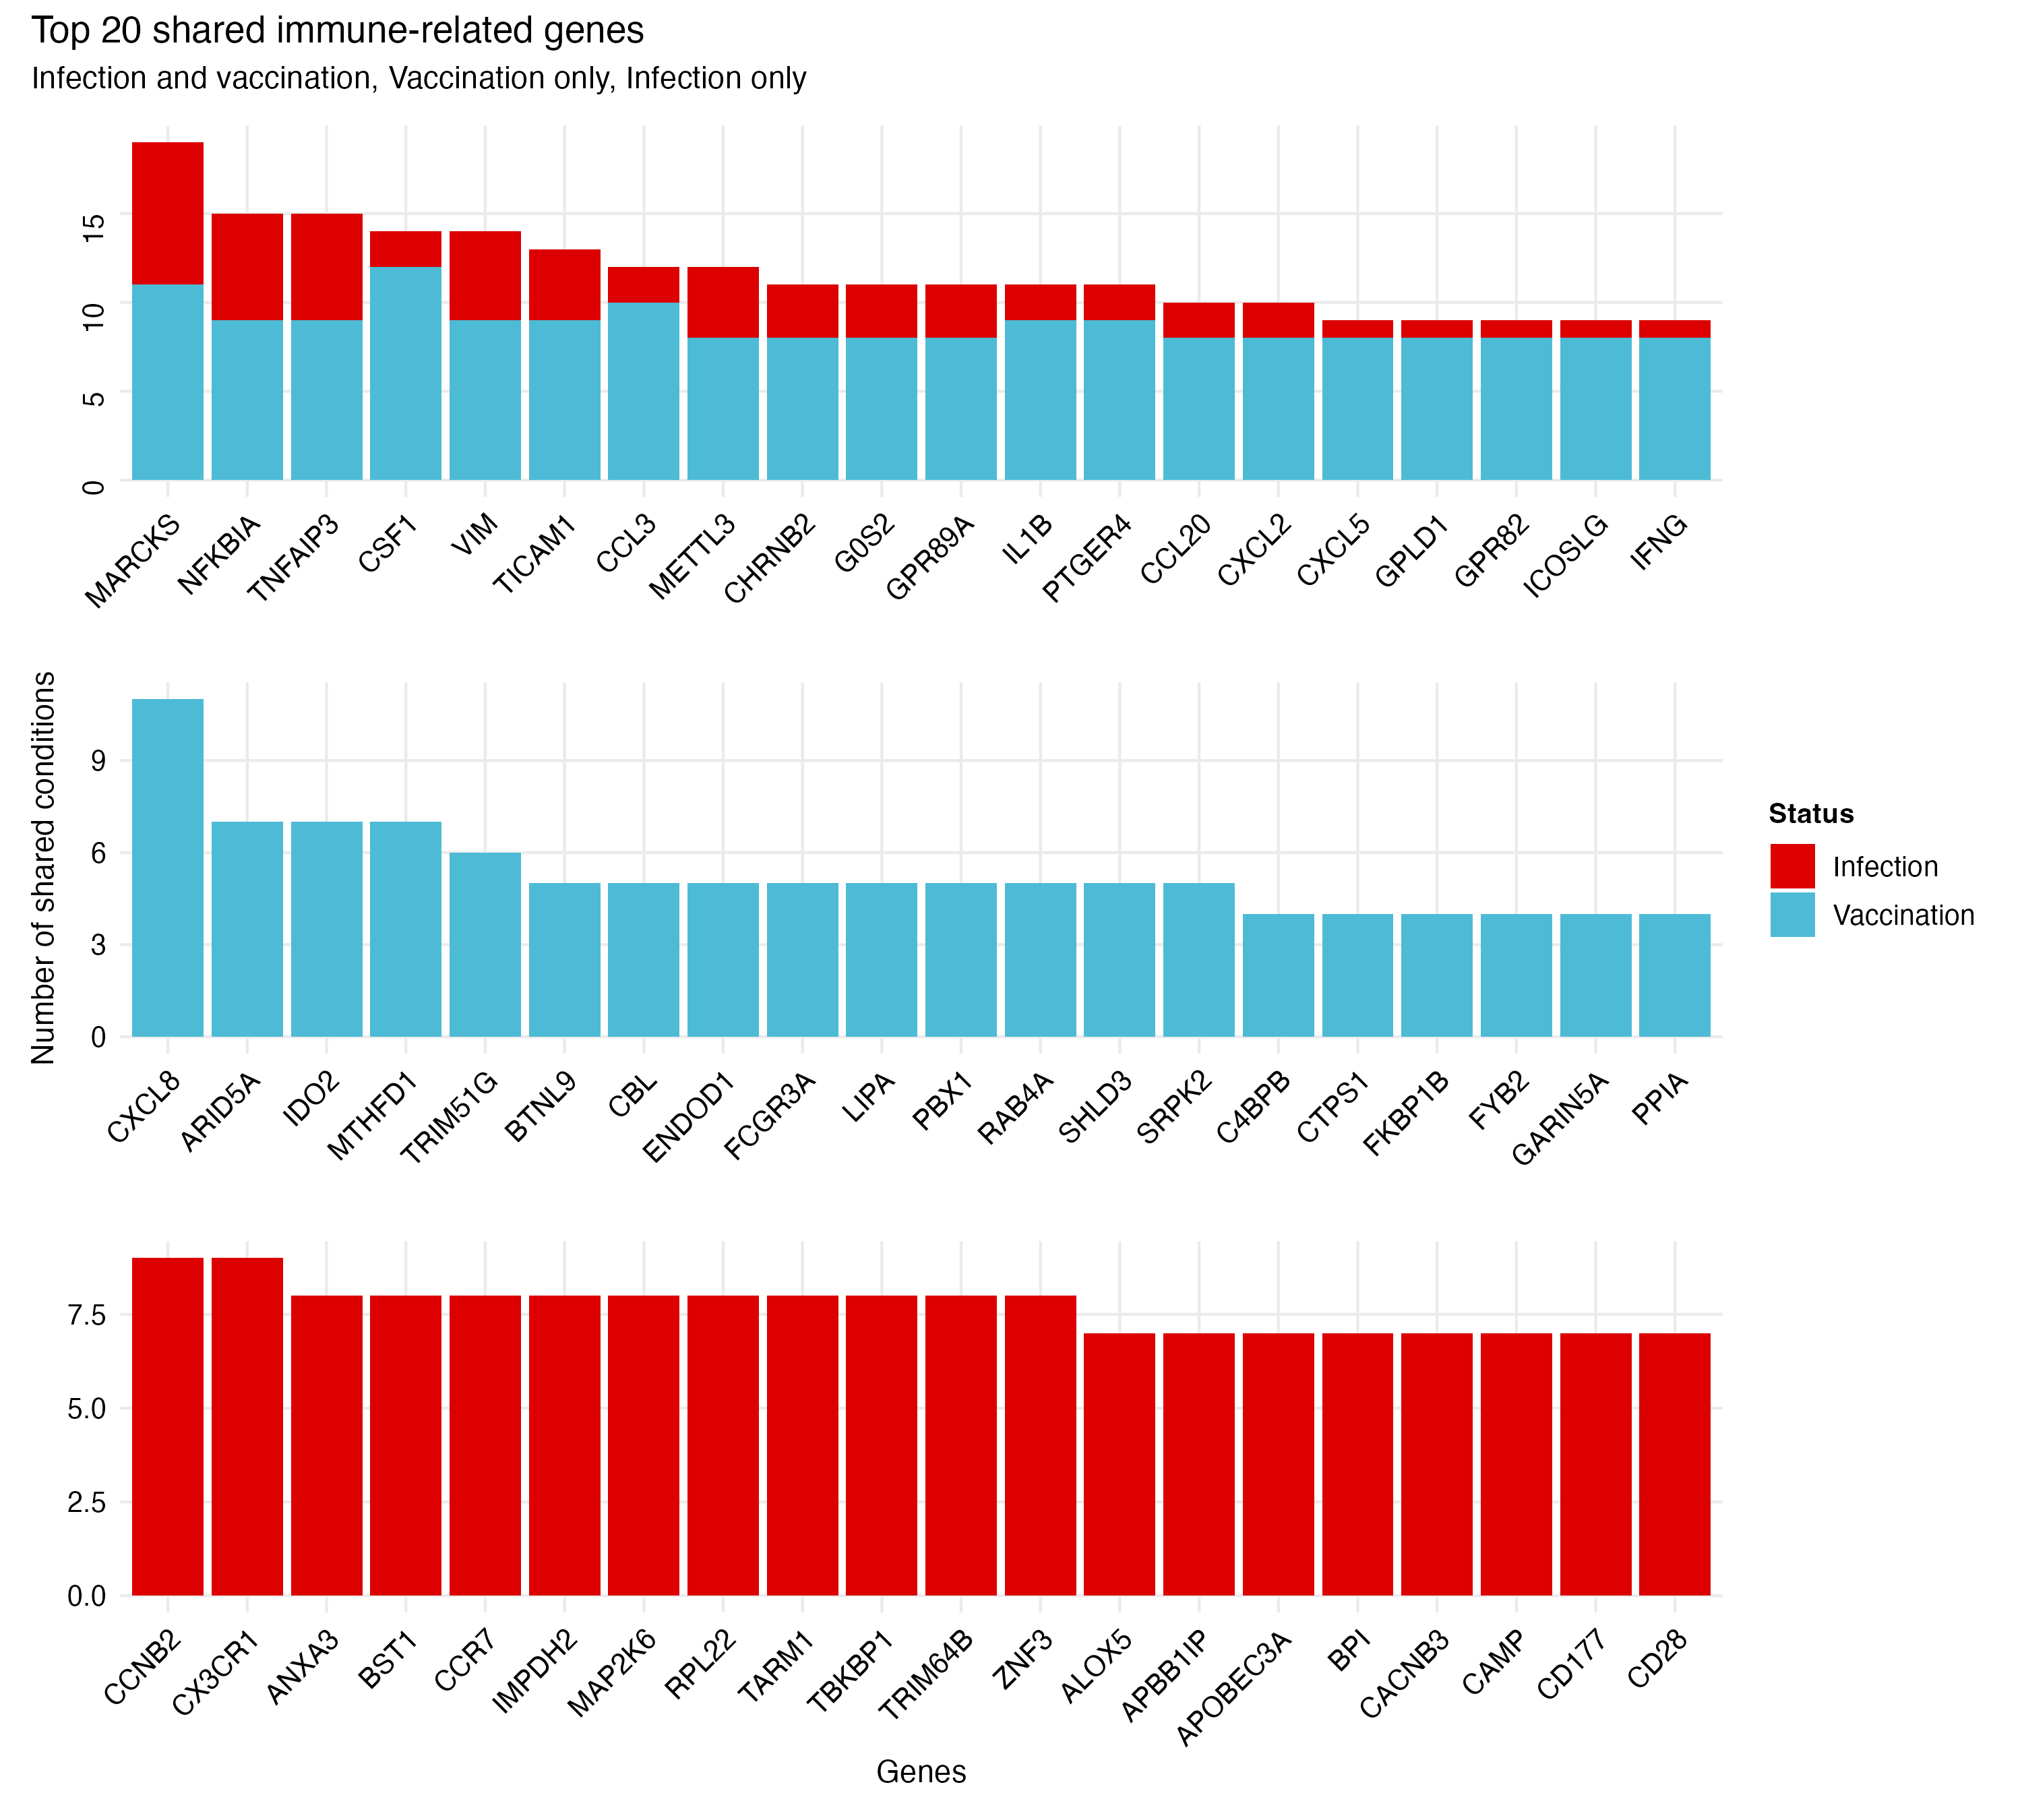 Top 20 shared immune-related genes
Infection and vaccination, Vaccination only, Infection only
15
10
5
0
MARCKS
NFKBIA
TNFAIP3
CSF1
VIM
TICAM1
CCL3
METTL3
CHRNB2
G0S2
GPR89A
IL1B
PTGER4
CCL20
CXCL2
CXCL5
GPLD1
GPR82
ICOSLG
IFNG
Number of shared conditions
9
6
3
0
CXCL8
ARID5A
IDO2
MTHFD1
TRIM51G
BTNL9
CBL
ENDOD1
FCGR3A
LIPA
PBX1
RAB4A
SHLD3
SRPK2
C4BPB
CTPS1
FKBP1B
FYB2
GARIN5A
PPIA
Status
Infection
Vaccination
7.5
5.0
2.5
0.0
CCNB2
CX3CR1
ANXA3
BST1
CCR7
IMPDH2
MAP2K6
RPL22
TARM1
TBKBP1
TRIM64B
ZNF3
ALOX5
APBB1IP
APOBEC3A
BPI
CACNB3
CAMP
CD177
CD28
Genes